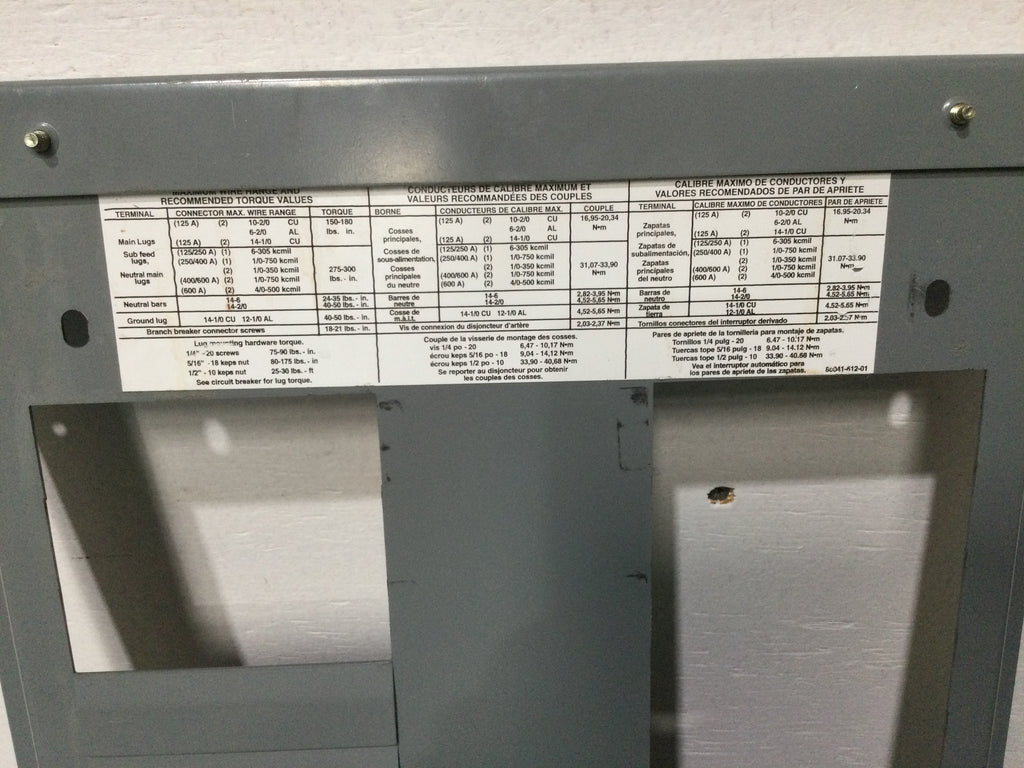 MAXIMUM WIRE RANGE AND
RECOMMENDED TORQUE VALUES
TERMINAL CONNECTOR MAX. WIRE RANGE TORQUE
(125 A) (2) 10-2/0 CU 150-180
6-2/0 AL lbs. in.
Main Lugs (125 A) (2) 14-1/0 CU
Sub feed (125/250 A) (1) 6-305 kcmil
lugs, (250/400 A) (1) 1/0-750 kcmil
(2) 1/0-350 kcmil 275-300
Neutral main (400/600 A) (2) 1/0-750 kcmil lbs. - in.
lugs (600 A) (2) 4/0-500 kcmil
Neutral bars 14-6 24-35 lbs. - in.
14-2/0 40-50 lbs. - in.
Ground lug 14-1/0 CU 12-1/0 AL 40-50 lbs. - in.
Branch breaker connector screws 18-21 lbs. - in.
Lug mounting hardware torque.
1/4" - 20 screws 75-90 lbs. - in
5/16" - 18 keps nut 80-175 lbs - in
1/2" - 10 keps nut 25-30 lbs. - ft
See circuit breaker for lug torque.
CONDUCTEURS DE CALIBRE MAXIMUM ET
VALEURS RECOMMANDÉES DES COUPLES
BORNE CONDUCTEURS DE CALIBRE MAX. COUPLE
(125 A) (2) 10-2/0 CU 16,95-20,34
Cosses 6-2/0 AL N•m
principales, (125 A) (2) 14-1/0 CU
Cosses de (125/250 A) (1) 6-305 kcmil
sous-alimentation, (250/400 A) (1) 1/0-750 kcmil
Cosses (2) 1/0-350 kcmil 31,07-33,90
principales (400/600 A) (2) 1/0-750 kcmil N•m
du neutre (600 A) (2) 4/0-500 kcmil
Barres de 14-6 2,82-3,95 N•m
neutre 14-2/0 4,52-5,65 N•m
Cosse de 14-1/0 CU 12-1/0 AL 4,52-5,65 N•m
m.à.l.t.
Vis de connexion du disjoncteur d'artère 2,03-2,37 N•m
Couple de la visserie de montage des cosses.
vis 1/4 po - 20 6,47 - 10,17 N•m
écrou keps 5/16 po - 18 9,04 - 14,12 N•m
écrou keps 1/2 po - 10 33,90 - 40,68 N•m
Se reporter au disjoncteur pour obtenir
les couples des cosses.
CALIBRE MAXIMO DE CONDUCTORES Y
VALORES RECOMENDADOS DE PAR DE APRIETE
TERMINAL CALIBRE MAXIMO DE CONDUCTORES PAR DE APRIETE
(125 A) (2) 10-2/0 CU 16.95-20.34
Zapatas 6-2/0 AL N•m
principales, (125 A) (2) 14-1/0 CU
Zapatas de (125/250 A) (1) 6-305 kcmil
subalimentación, (250/400 A) (1) 1/0-750 kcmil
Zapatas (2) 1/0-350 kcmil 31.07-33.90
principales (400/600 A) (2) 1/0-750 kcmil N•m
del neutro (600 A) (2) 4/0-500 kcmil
Barras de 14-6 2.82-3.95 N•m
neutro 14-2/0 4.52-5.65 N•m
Zapata de 14-1/0 CU 4.52-5.65 N•m
tierra 12-1/0 AL
Tornillos conectores del interruptor derivado 2.03-2.37 N•m
Pares de apriete de la tornillería para montaje de zapatas.
Tornillos 1/4 pulg - 20 6.47 - 10.17 N•m
Tuercas tope 5/16 pulg - 18 9.04 - 14.12 N•m
Tuercas tope 1/2 pulg - 10 33.90 - 40.68 N•m
Vea el interruptor automático para
los pares de apriete de las zapatas. 80041-612-01